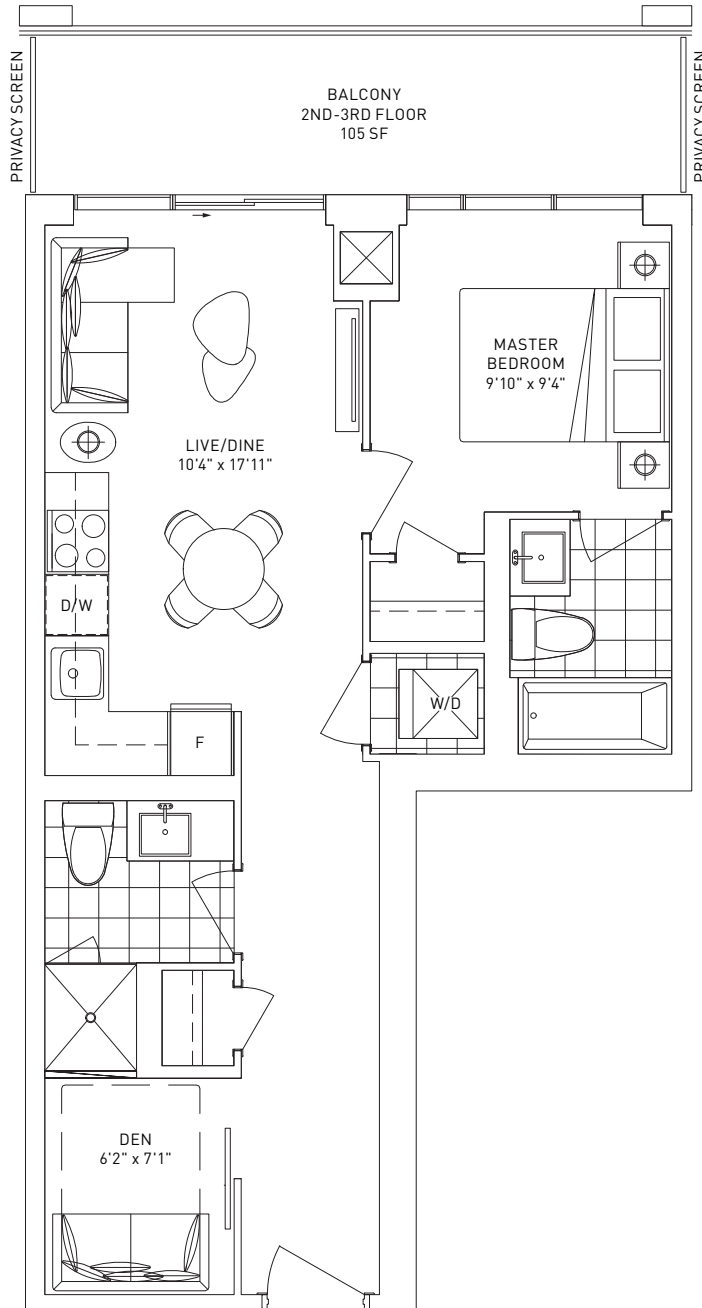 PRIVACY SCREEN
BALCONY
2ND-3RD FLOOR
105 SF
PRIVACY SCREEN
MASTER
BEDROOM
9'10" x 9'4"
LIVE/DINE
10'4" x 17'11"
D/W
W/D
F
DEN
6'2" x 7'1"